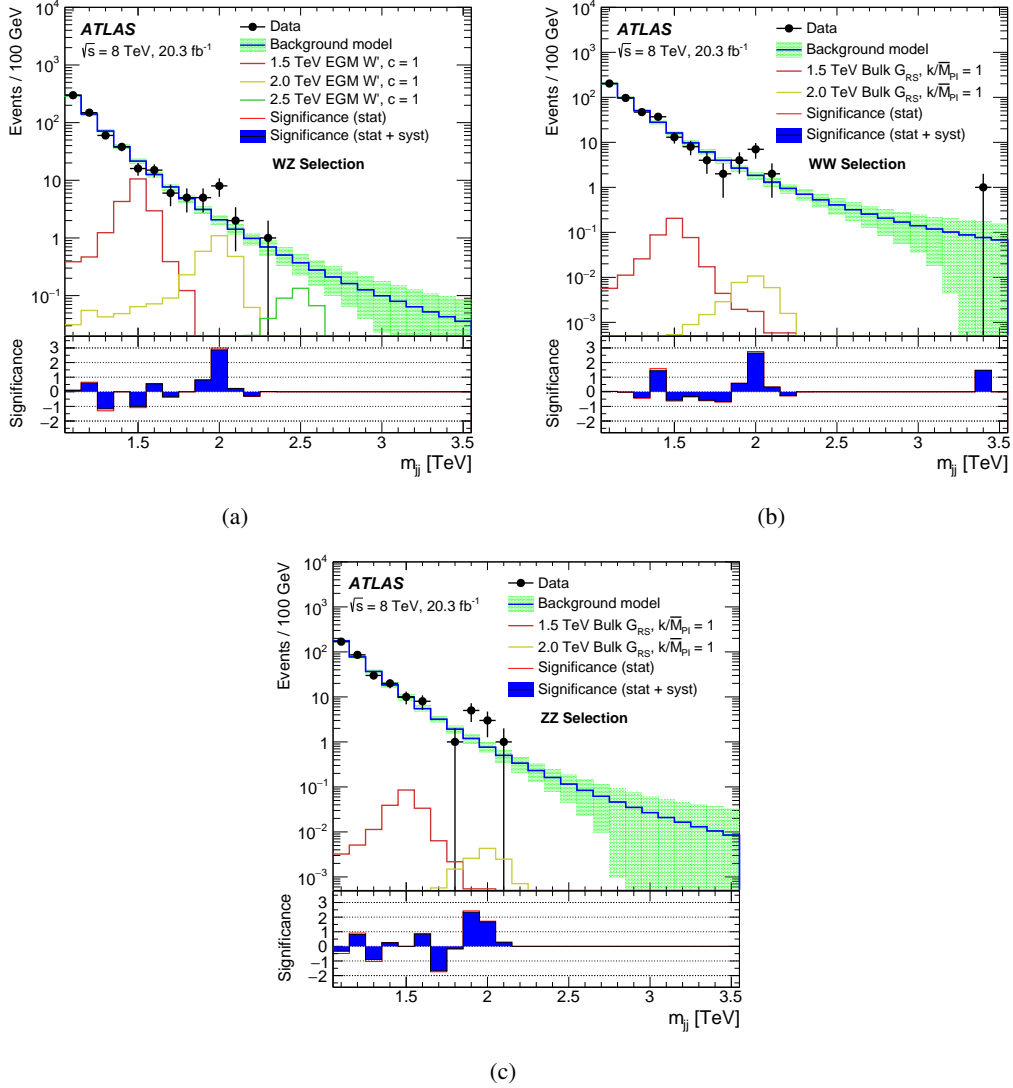 Events / 100 GeV
10⁴
10³
10²
10
1
10⁻¹
ATLAS
√s = 8 TeV, 20.3 fb⁻¹
Data
Background model
1.5 TeV EGM W', c = 1
2.0 TeV EGM W', c = 1
2.5 TeV EGM W', c = 1
Significance (stat)
Significance (stat + syst)
WZ Selection
Significance
3
2
1
0
−1
−2
1.5 2 2.5 3 3.5
m_jj [TeV]
(a)
Events / 100 GeV
10⁴
10³
10²
10
1
10⁻¹
10⁻²
10⁻³
ATLAS
√s = 8 TeV, 20.3 fb⁻¹
Data
Background model
1.5 TeV Bulk G_RS, k/M̅_Pl = 1
2.0 TeV Bulk G_RS, k/M̅_Pl = 1
Significance (stat)
Significance (stat + syst)
WW Selection
Significance
3
2
1
0
−1
−2
1.5 2 2.5 3 3.5
m_jj [TeV]
(b)
Events / 100 GeV
10⁴
10³
10²
10
1
10⁻¹
10⁻²
10⁻³
ATLAS
√s = 8 TeV, 20.3 fb⁻¹
Data
Background model
1.5 TeV Bulk G_RS, k/M̅_Pl = 1
2.0 TeV Bulk G_RS, k/M̅_Pl = 1
Significance (stat)
Significance (stat + syst)
ZZ Selection
Significance
3
2
1
0
−1
−2
1.5 2 2.5 3 3.5
m_jj [TeV]
(c)